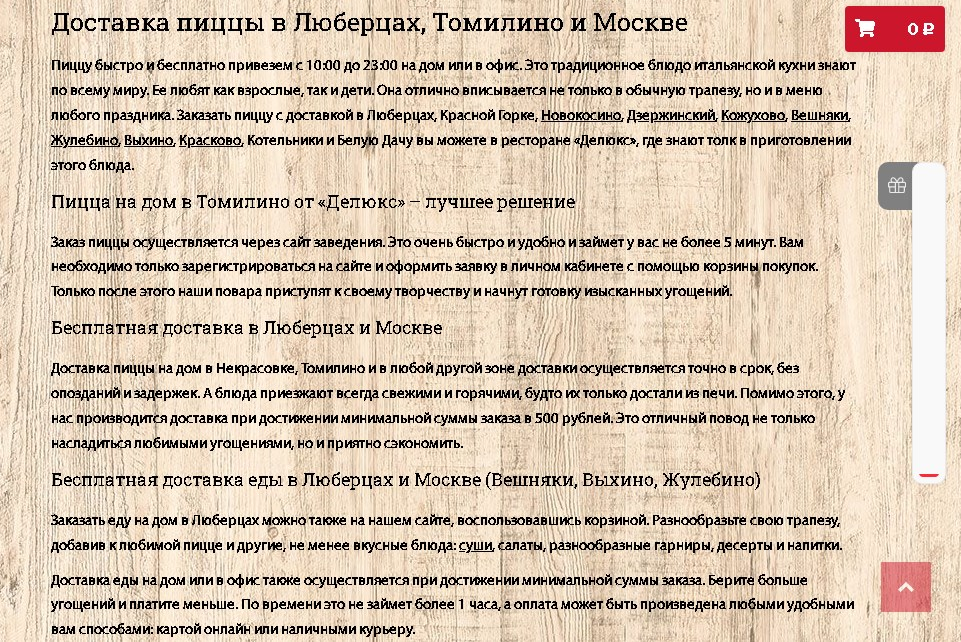 Доставка пиццы в Люберцах, Томилино и Москве
0 ₽
Пиццу быстро и бесплатно привезем с 10:00 до 23:00 на дом или в офис. Это традиционное блюдо итальянской кухни знают
по всему миру. Ее любят как взрослые, так и дети. Она отлично вписывается не только в обычную трапезу, но и в меню
любого праздника. Заказать пиццу с доставкой в Люберцах, Красной Горке, Новокосино, Дзержинский, Кожухово, Вешняки,
Жулебино, Выхино, Красково, Котельники и Белую Дачу вы можете в ресторане «Делюкс», где знают толк в приготовлении
этого блюда.
Пицца на дом в Томилино от «Делюкс» – лучшее решение
Заказ пиццы осуществляется через сайт заведения. Это очень быстро и удобно и займет у вас не более 5 минут. Вам
необходимо только зарегистрироваться на сайте и оформить заявку в личном кабинете с помощью корзины покупок.
Только после этого наши повара приступят к своему творчеству и начнут готовку изысканных угощений.
Бесплатная доставка в Люберцах и Москве
Доставка пиццы на дом в Некрасовке, Томилино и в любой другой зоне доставки осуществляется точно в срок, без
опозданий и задержек. А блюда приезжают всегда свежими и горячими, будто их только достали из печи. Помимо этого, у
нас производится доставка при достижении минимальной суммы заказа в 500 рублей. Это отличный повод не только
насладиться любимыми угощениями, но и приятно сэкономить.
Бесплатная доставка еды в Люберцах и Москве (Вешняки, Выхино, Жулебино)
Заказать еду на дом в Люберцах можно также на нашем сайте, воспользовавшись корзиной. Разнообразьте свою трапезу,
добавив к любимой пицце и другие, не менее вкусные блюда: суши, салаты, разнообразные гарниры, десерты и напитки.
Доставка еды на дом или в офис также осуществляется при достижении минимальной суммы заказа. Берите больше
угощений и платите меньше. По времени это не займет более 1 часа, а оплата может быть произведена любыми удобными
вам способами: картой онлайн или наличными курьеру.